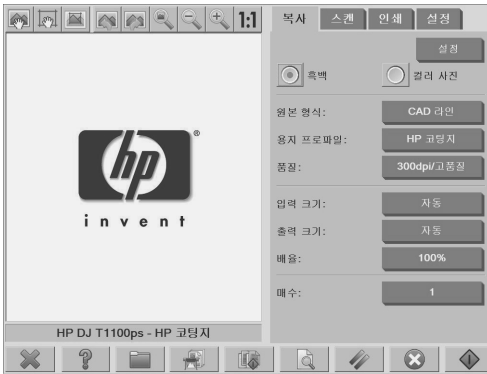 1:1
복사 스캔 인쇄 설정
설정
흑백 컬러 사진
원본 형식: CAD 라인
용지 프로파일: HP 코팅지
품질: 300dpi/고품질
입력 크기: 자동
출력 크기: 자동
배율: 100%
매수: 1
hp®
invent
HP DJ T1100ps - HP 코팅지